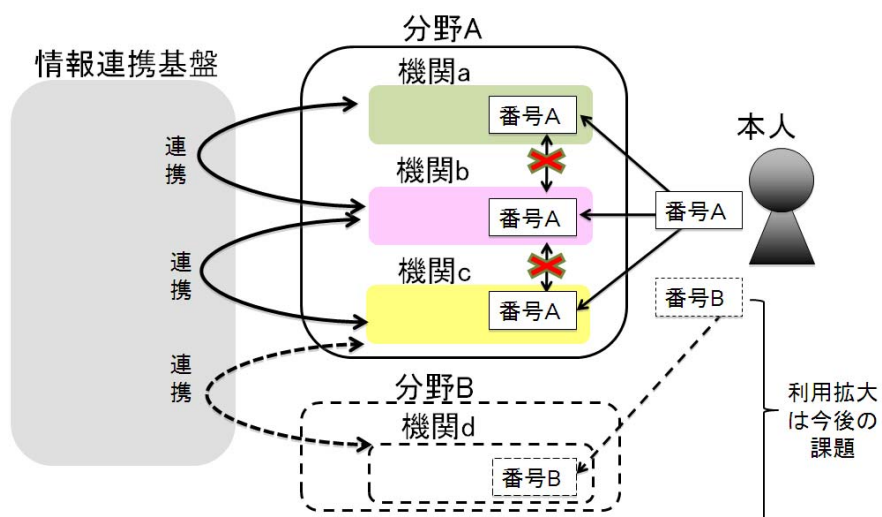 分野A
情報連携基盤
機関a
番号A
本人
連携
機関b
番号A
番号A
連携
機関c
番号A
番号B
連携
分野B
機関d
番号B
利用拡大
は今後の
課題